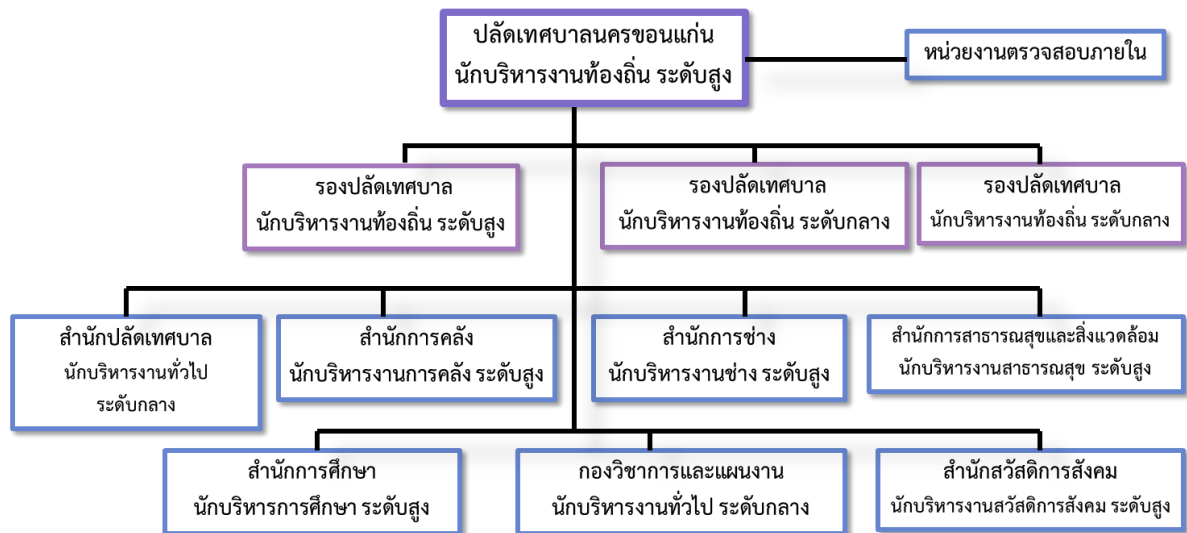 ปลัดเทศบาลนครขอนแก่น
นักบริหารงานท้องถิ่น ระดับสูง
หน่วยงานตรวจสอบภายใน
รองปลัดเทศบาล
นักบริหารงานท้องถิ่น ระดับสูง
รองปลัดเทศบาล
นักบริหารงานท้องถิ่น ระดับกลาง
รองปลัดเทศบาล
นักบริหารงานท้องถิ่น ระดับกลาง
สำนักปลัดเทศบาล
นักบริหารงานทั่วไป
ระดับกลาง
สำนักการคลัง
นักบริหารงานการคลัง ระดับสูง
สำนักการช่าง
นักบริหารงานช่าง ระดับสูง
สำนักการสาธารณสุขและสิ่งแวดล้อม
นักบริหารงานสาธารณสุข ระดับสูง
สำนักการศึกษา
นักบริหารการศึกษา ระดับสูง
กองวิชาการและแผนงาน
นักบริหารงานทั่วไป ระดับกลาง
สำนักสวัสดิการสังคม
นักบริหารงานสวัสดิการสังคม ระดับสูง